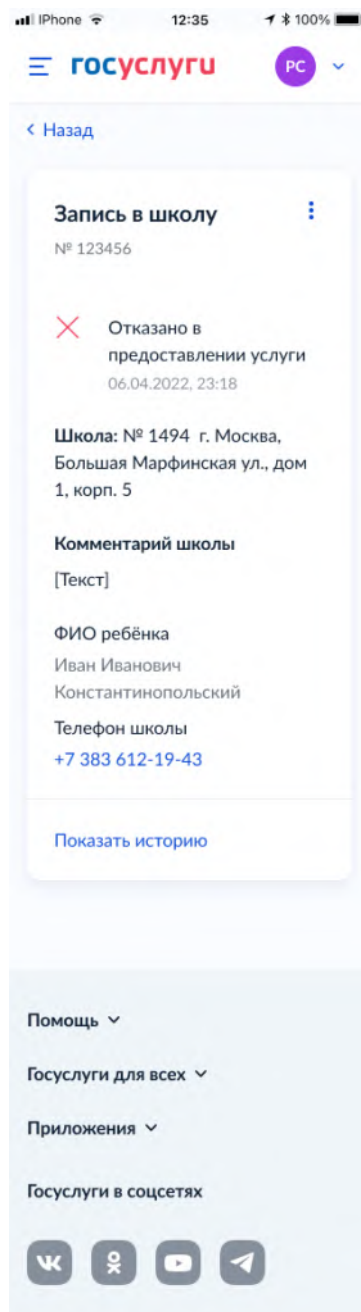 IPhone 12:35 100%
госуслуги РС
Назад
Запись в школу
№ 123456
Отказано в
предоставлении услуги
06.04.2022, 23:18
Школа: № 1494 г. Москва,
Большая Марфинская ул., дом
1, корп. 5
Комментарий школы
[Текст]
ФИО ребёнка
Иван Иванович
Константинопольский
Телефон школы
+7 383 612-19-43
Показать историю
Помощь
Госуслуги для всех
Приложения
Госуслуги в соцсетях